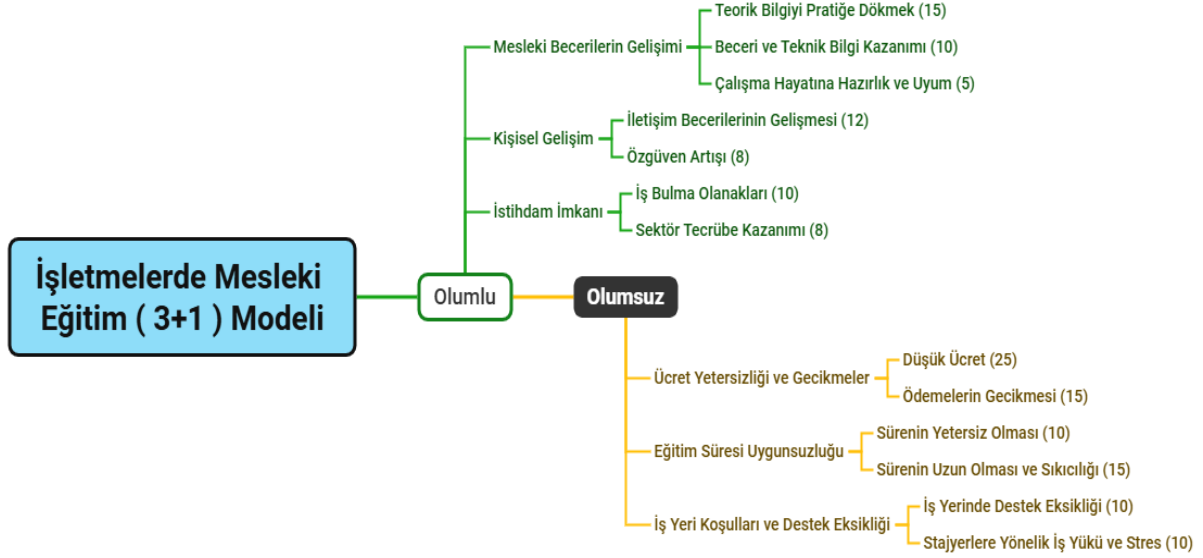 İşletmelerde Mesleki
Eğitim ( 3+1 ) Modeli
Olumlu
Mesleki Becerilerin Gelişimi
Teorik Bilgiyi Pratiğe Dökmek (15)
Beceri ve Teknik Bilgi Kazanımı (10)
Çalışma Hayatına Hazırlık ve Uyum (5)
Kişisel Gelişim
İletişim Becerilerinin Gelişmesi (12)
Özgüven Artışı (8)
İstihdam İmkanı
İş Bulma Olanakları (10)
Sektör Tecrübe Kazanımı (8)
Olumsuz
Ücret Yetersizliği ve Gecikmeler
Düşük Ücret (25)
Ödemelerin Gecikmesi (15)
Eğitim Süresi Uygunsuzluğu
Sürenin Yetersiz Olması (10)
Sürenin Uzun Olması ve Sıkıcılığı (15)
İş Yeri Koşulları ve Destek Eksikliği
İş Yerinde Destek Eksikliği (10)
Stajyerlere Yönelik İş Yükü ve Stres (10)